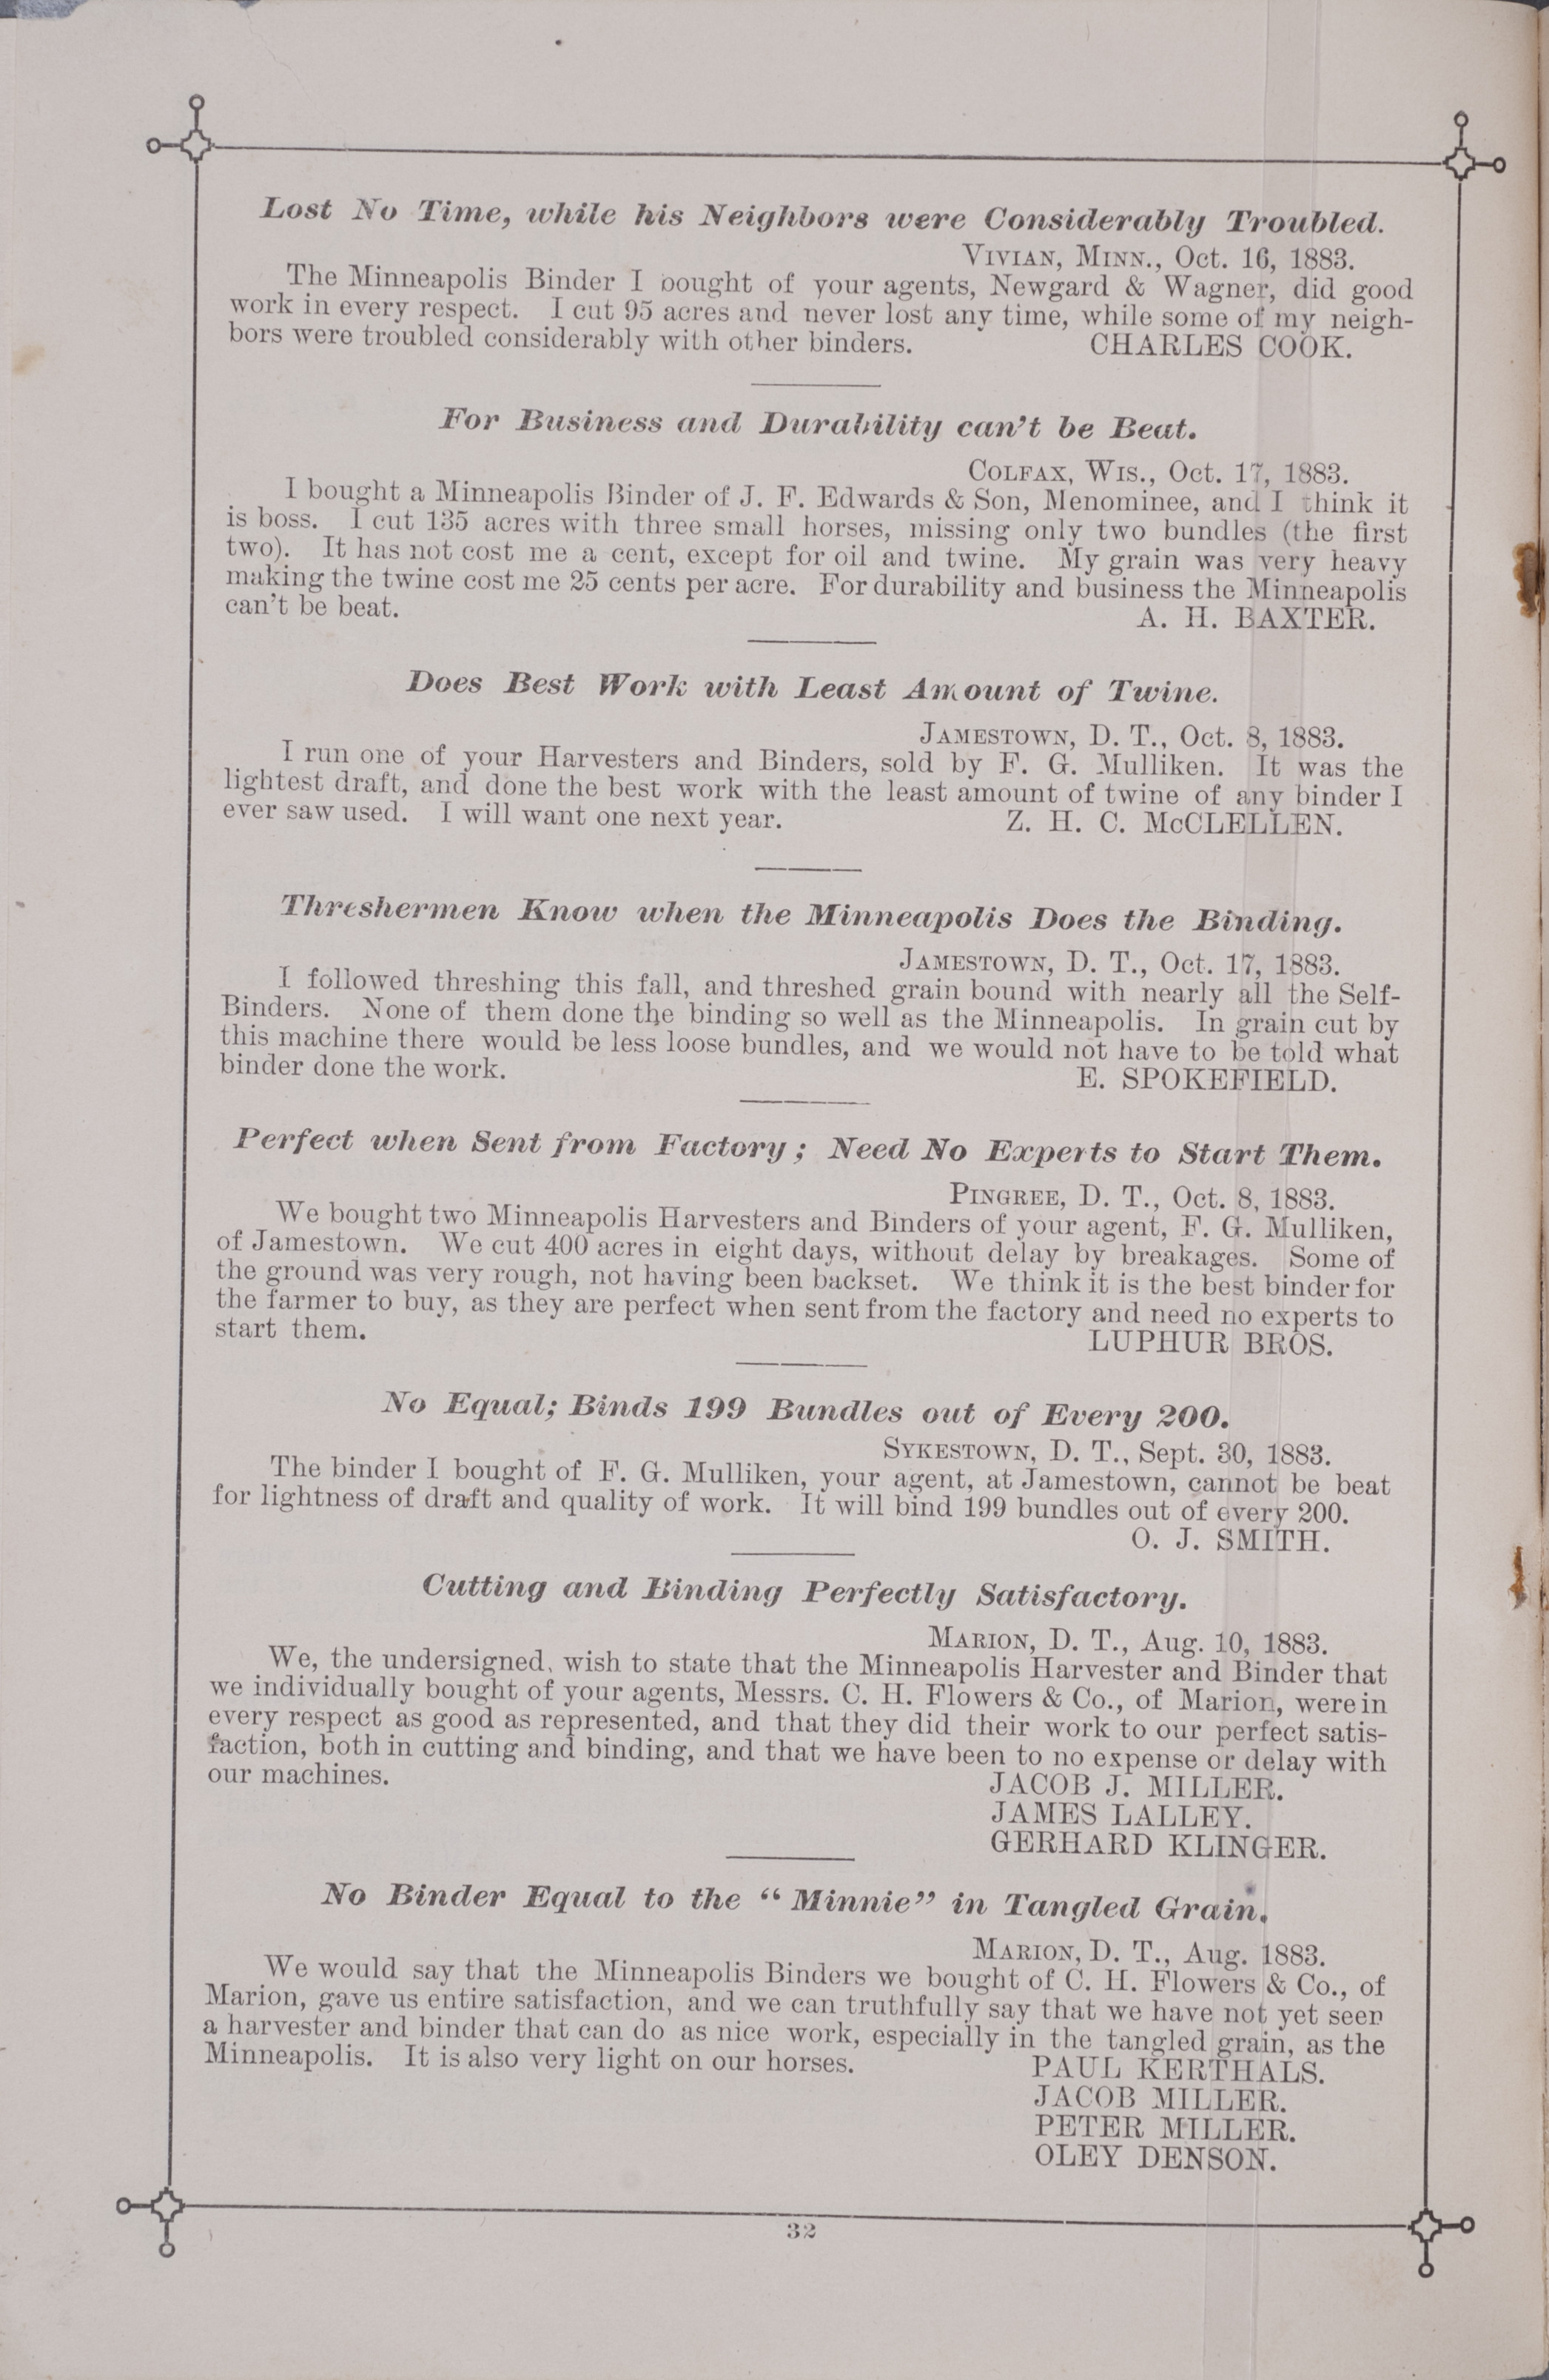 Lost No Time, while his Neighbors were Considerably Troubled.
VIVIAN, MINN., Oct. 16, 1883.
The Minneapolis Binder I bought of your agents, Newgard & Wagner, did good
work in every respect. I cut 95 acres and never lost any time, while some of my neigh-
bors were troubled considerably with other binders. CHARLES COOK.
For Business and Durability can't be Beat.
COLFAX, WIS., Oct. 17, 1883.
I bought a Minneapolis Binder of J. F. Edwards & Son, Menominee, and I think it
is boss. I cut 135 acres with three small horses, missing only two bundles (the first
two). It has not cost me a cent, except for oil and twine. My grain was very heavy
making the twine cost me 25 cents per acre. For durability and business the Minneapolis
can't be beat. A. H. BAXTER.
Does Best Work with Least Amount of Twine.
JAMESTOWN, D. T., Oct. 8, 1883.
I run one of your Harvesters and Binders, sold by F. G. Mulliken. It was the
lightest draft, and done the best work with the least amount of twine of any binder I
ever saw used. I will want one next year. Z. H. C. McCLELLEN.
Threshermen Know when the Minneapolis Does the Binding.
JAMESTOWN, D. T., Oct. 17, 1883.
I followed threshing this fall, and threshed grain bound with nearly all the Self-
Binders. None of them done the binding so well as the Minneapolis. In grain cut by
this machine there would be less loose bundles, and we would not have to be told what
binder done the work. E. SPOKEFIELD.
Perfect when Sent from Factory; Need No Experts to Start Them.
PINGREE, D. T., Oct. 8, 1883.
We bought two Minneapolis Harvesters and Binders of your agent, F. G. Mulliken,
of Jamestown. We cut 400 acres in eight days, without delay by breakages. Some of
the ground was very rough, not having been backset. We think it is the best binder for
the farmer to buy, as they are perfect when sent from the factory and need no experts to
start them. LUPHUR BROS.
No Equal; Binds 199 Bundles out of Every 200.
SYKESTOWN, D. T., Sept. 30, 1883.
The binder I bought of F. G. Mulliken, your agent, at Jamestown, cannot be beat
for lightness of draft and quality of work. It will bind 199 bundles out of every 200.
O. J. SMITH.
Cutting and Binding Perfectly Satisfactory.
MARION, D. T., Aug. 10, 1883.
We, the undersigned, wish to state that the Minneapolis Harvester and Binder that
we individually bought of your agents, Messrs. C. H. Flowers & Co., of Marion, were in
every respect as good as represented, and that they did their work to our perfect satis-
faction, both in cutting and binding, and that we have been to no expense or delay with
our machines. JACOB J. MILLER.
JAMES LALLEY.
GERHARD KLINGER.
No Binder Equal to the "Minnie" in Tangled Grain.
MARION, D. T., Aug. 1883.
We would say that the Minneapolis Binders we bought of C. H. Flowers & Co., of
Marion, gave us entire satisfaction, and we can truthfully say that we have not yet seen
a harvester and binder that can do as nice work, especially in the tangled grain, as the
Minneapolis. It is also very light on our horses. PAUL KERTHALS.
JACOB MILLER.
PETER MILLER.
OLEY DENSON.
32